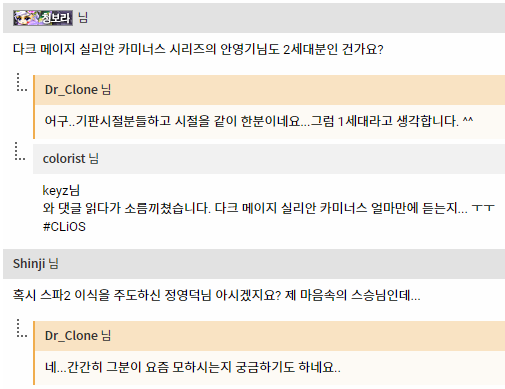 청보라 님
다크 메이지 실리안 카미너스 시리즈의 안영기님도 2세대분인 건가요?
Dr_Clone 님
어구..기판시절분들하고 시절을 같이 한분이네요...그럼 1세대라고 생각합니다. ^^
colorist 님
keyz님
와 댓글 읽다가 소름끼쳤습니다. 다크 메이지 실리안 카미너스 얼마만에 듣는지... ㅜㅜ
#CLiOS
Shinji 님
혹시 스파2 이식을 주도하신 정영덕님 아시겠지요? 제 마음속의 스승님인데...
Dr_Clone 님
네...간간히 그분이 요즘 모하시는지 궁금하기도 하네요..